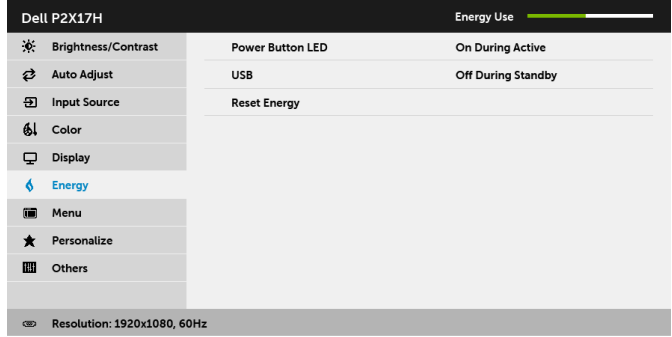 Dell P2X17H Energy Use
Brightness/Contrast Power Button LED On During Active
Auto Adjust USB Off During Standby
Input Source Reset Energy
Color
Display
Energy
Menu
Personalize
Others
Resolution: 1920x1080, 60Hz